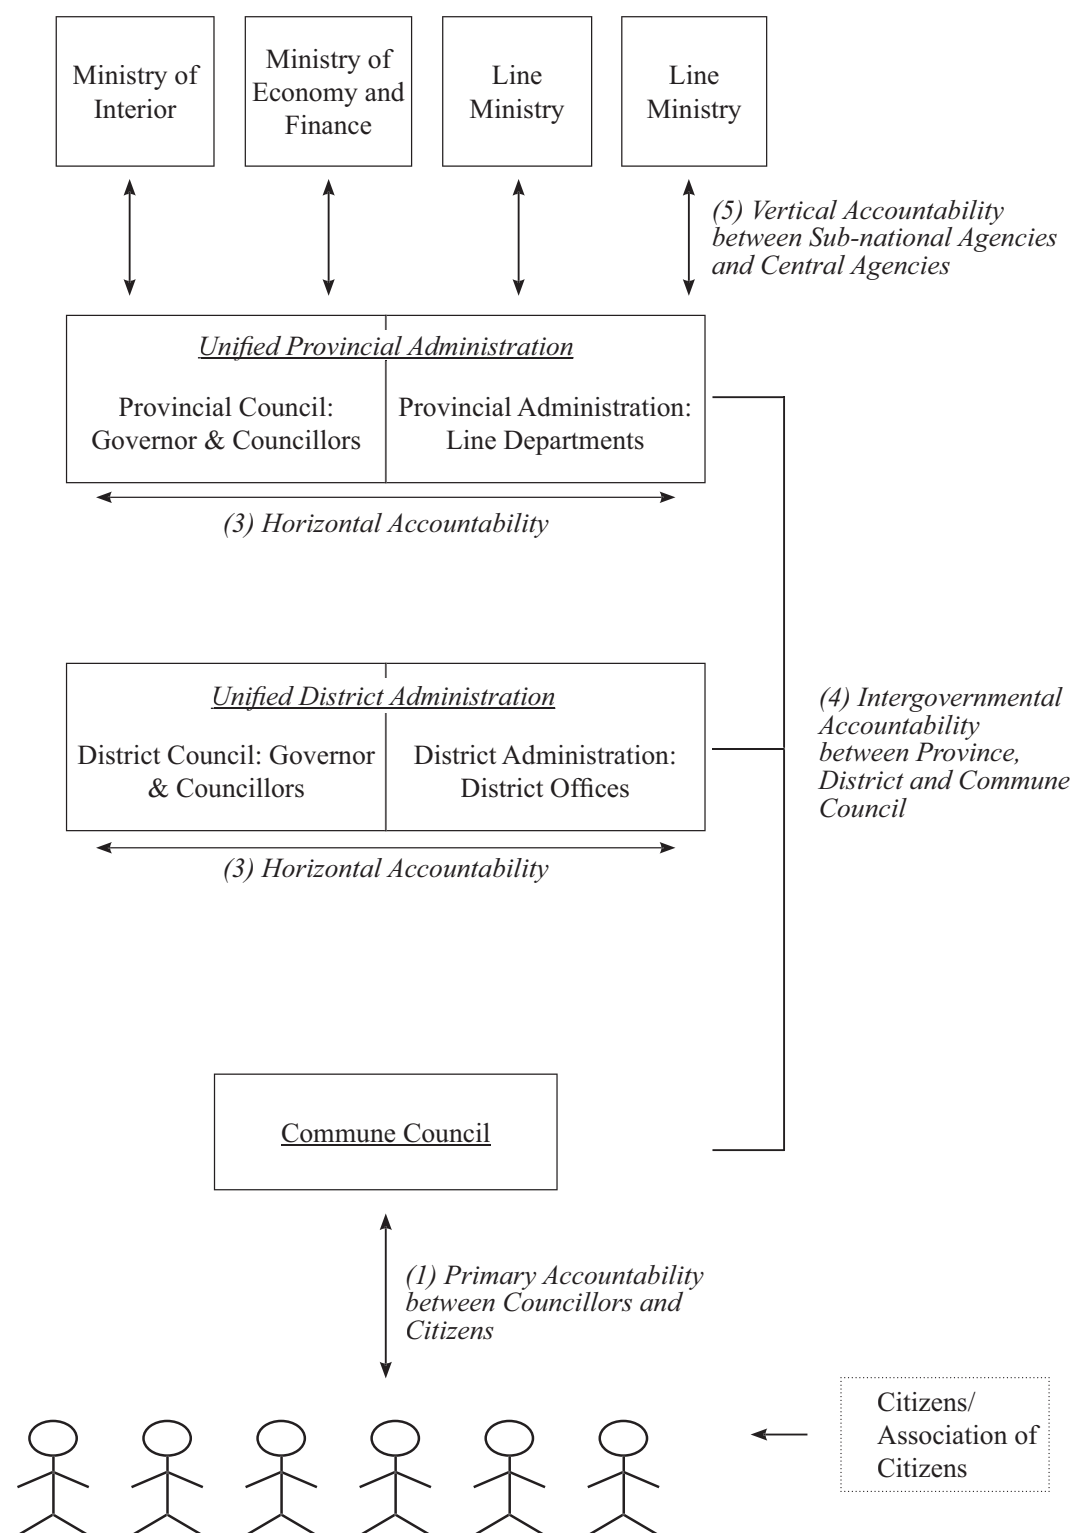 Ministry of
Interior
Ministry of
Economy and
Finance
Line
Ministry
Line
Ministry
(5) Vertical Accountability
between Sub-national Agencies
and Central Agencies
Unified Provincial Administration
Provincial Council:
Governor & Councillors
Provincial Administration:
Line Departments
(3) Horizontal Accountability
Unified District Administration
District Council: Governor
& Councillors
District Administration:
District Offices
(3) Horizontal Accountability
(4) Intergovernmental
Accountability
between Province,
District and Commune
Council
Commune Council
(1) Primary Accountability
between Councillors and
Citizens
Citizens/
Association of
Citizens